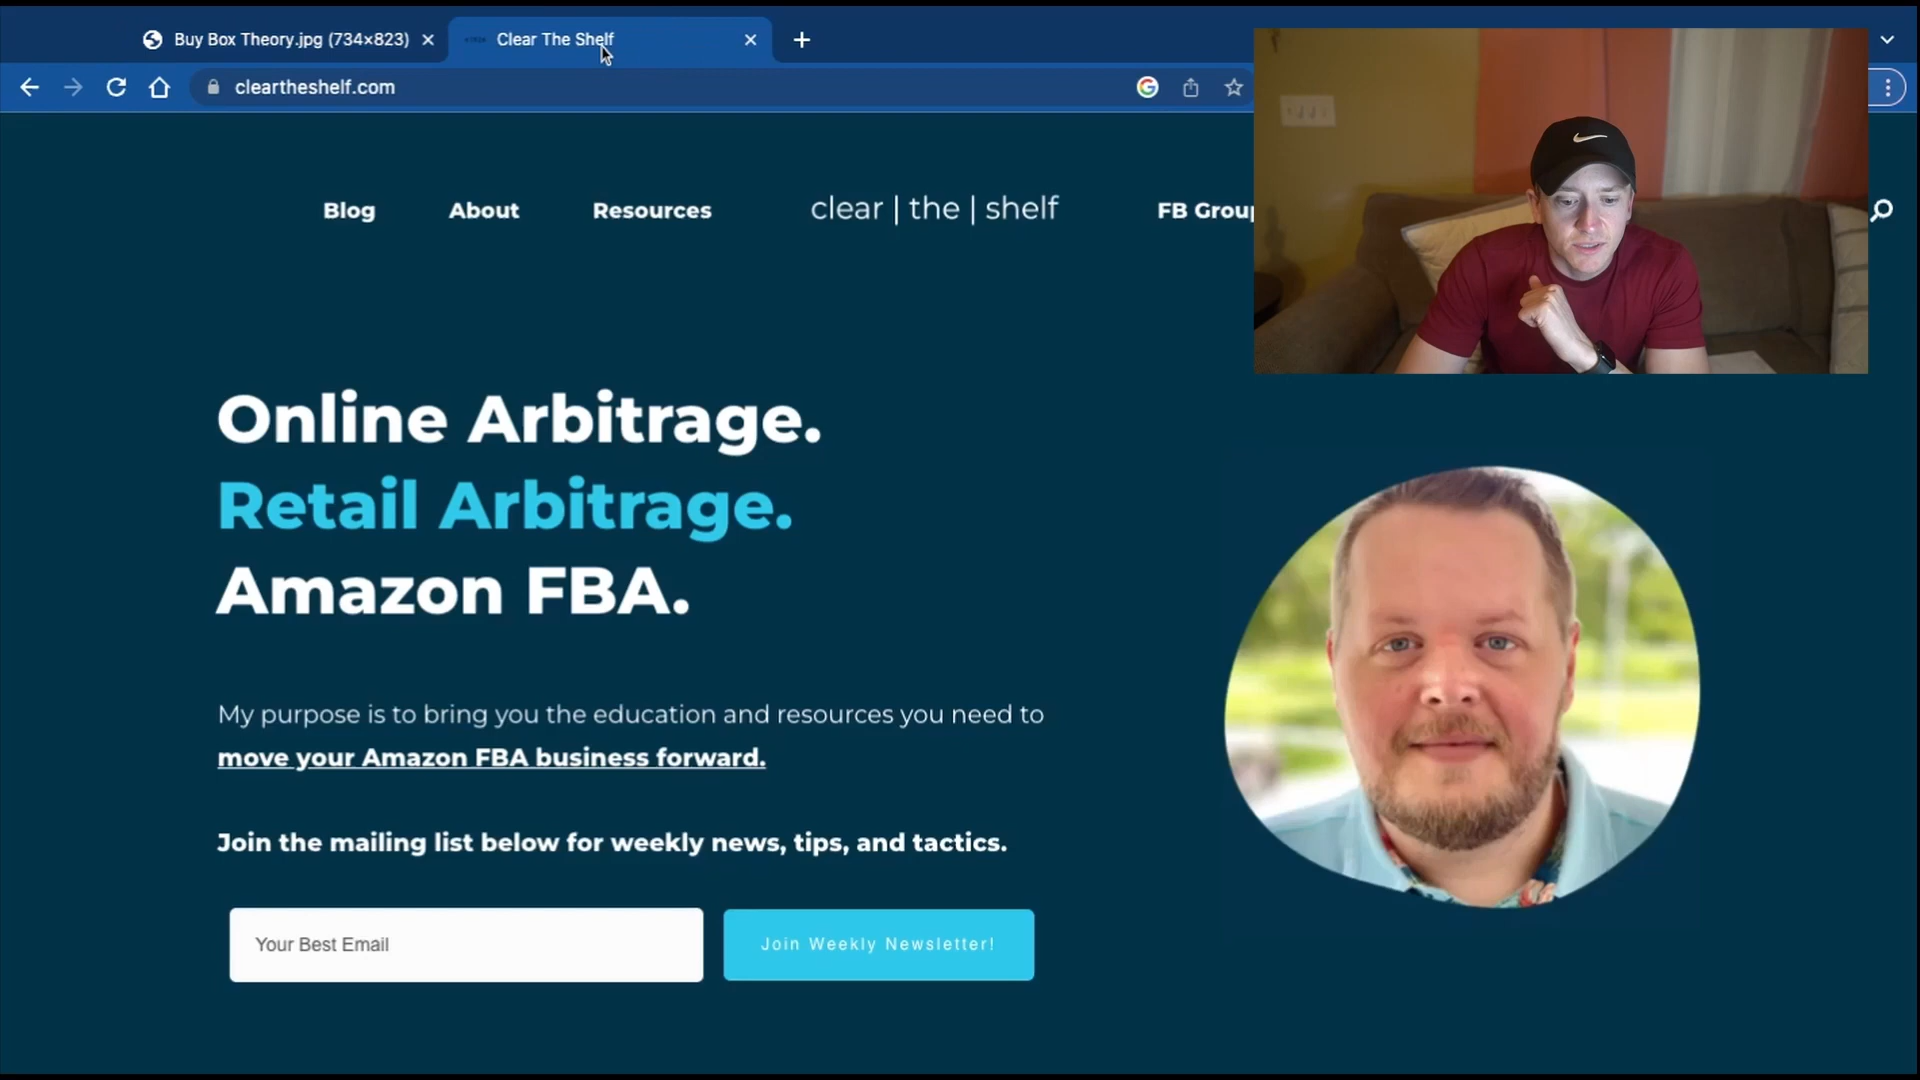 Buy Box Theory.jpg (734×823)
Clear The Shelf
cleartheshelf.com
Blog
About
Resources
clear | the | shelf
FB Group
Online Arbitrage.
Retail Arbitrage.
Amazon FBA.
My purpose is to bring you the education and resources you need to
move your Amazon FBA business forward.
Join the mailing list below for weekly news, tips, and tactics.
Your Best Email
Join Weekly Newsletter!